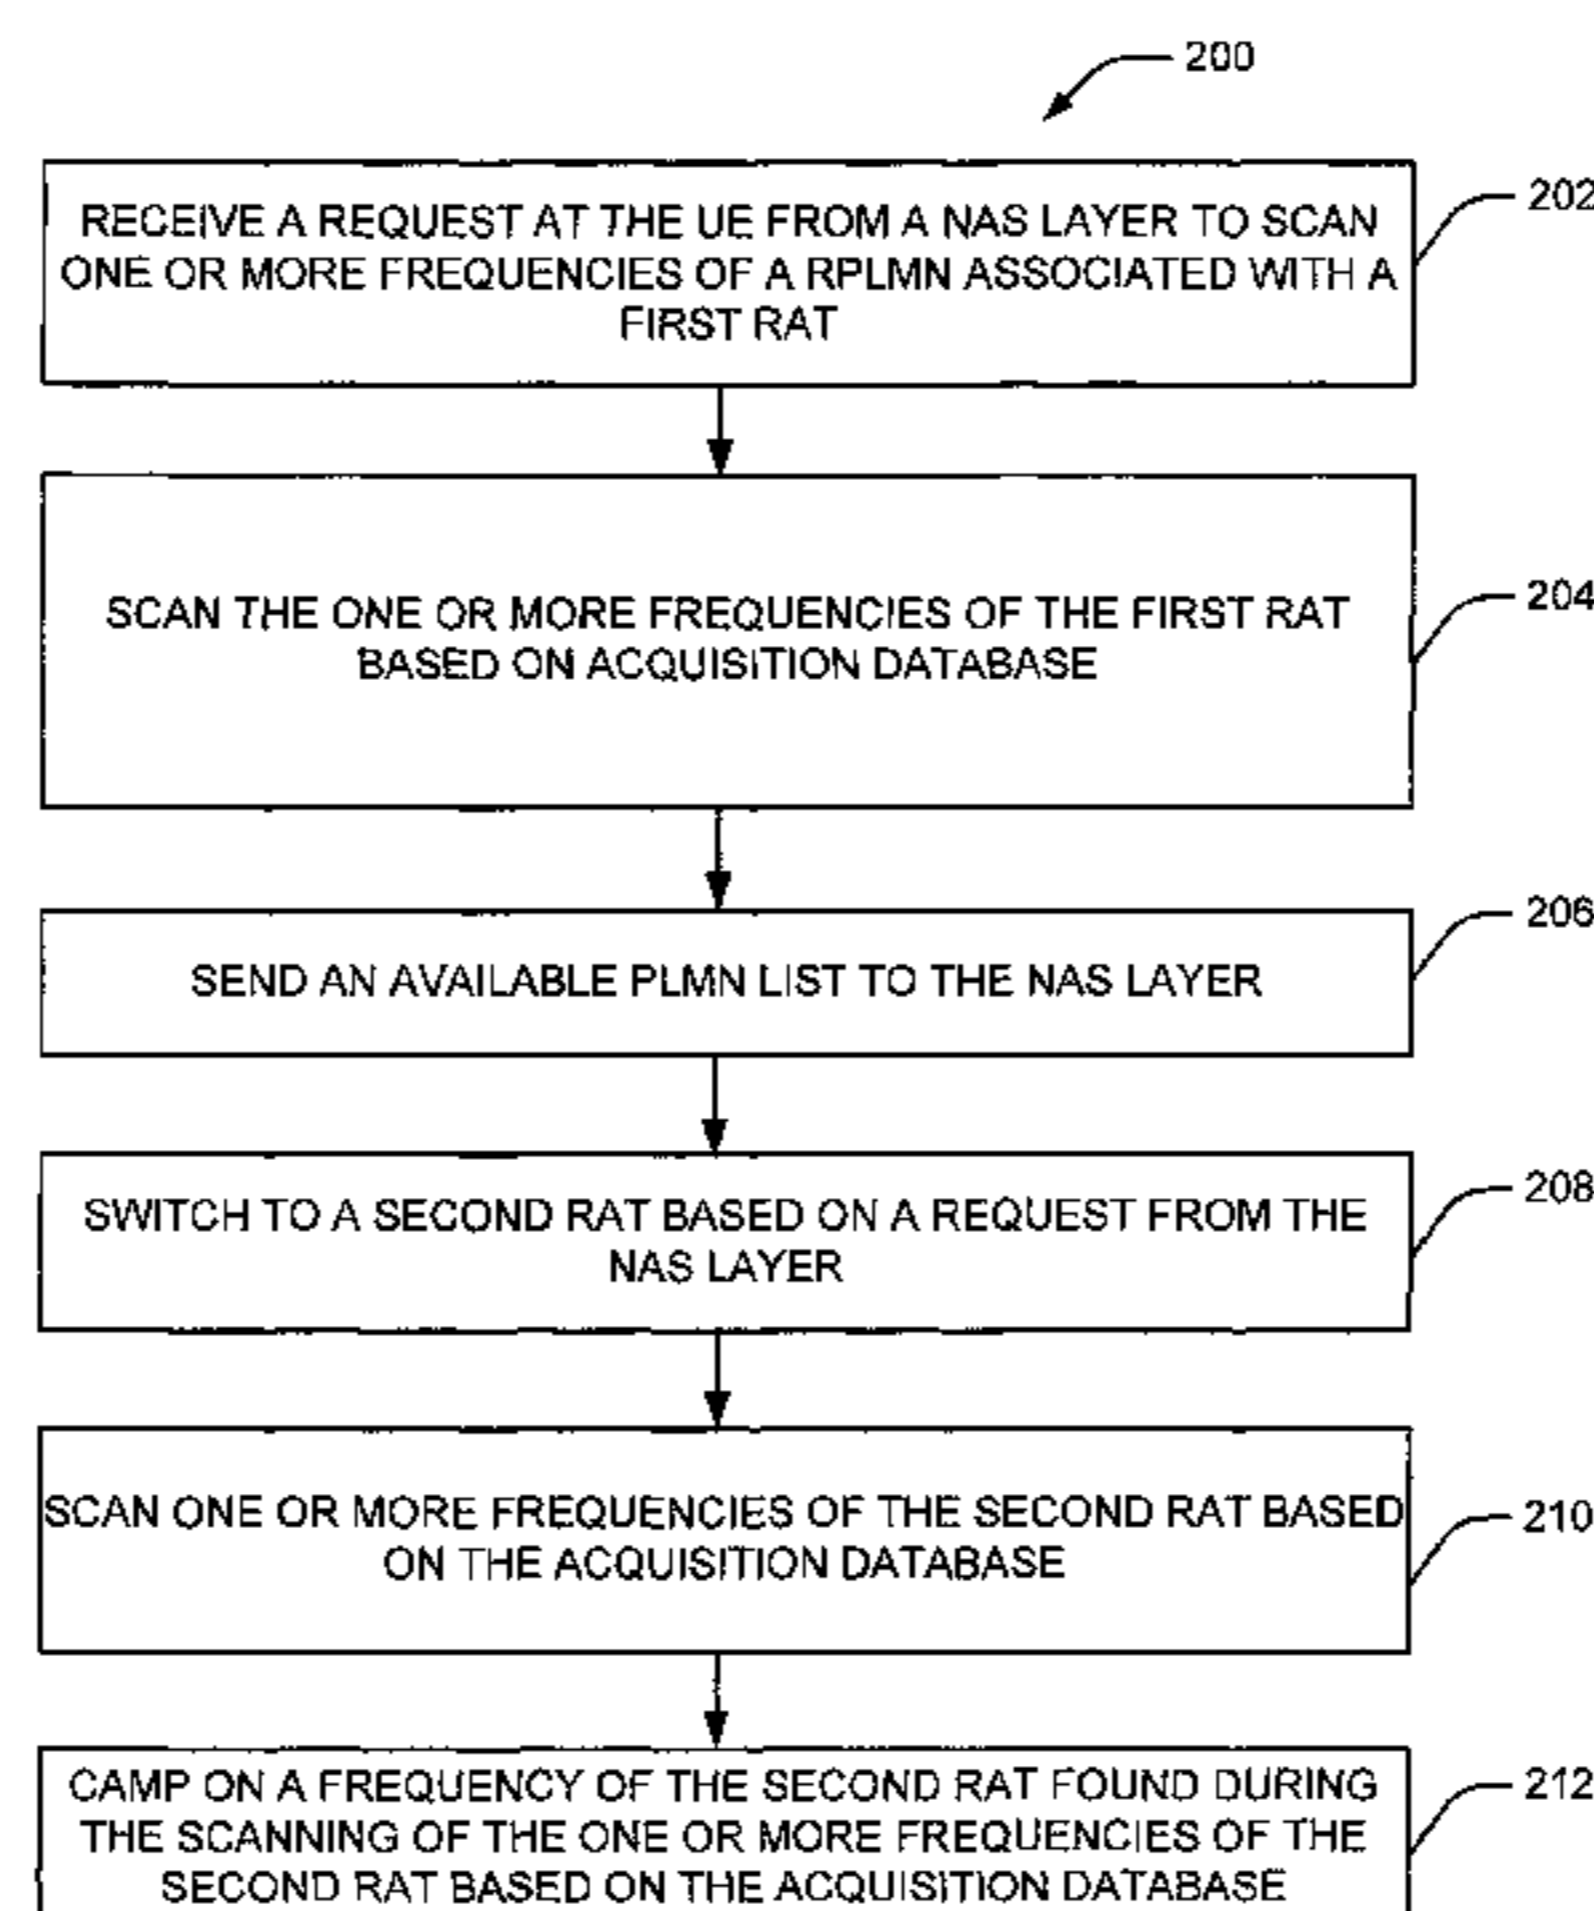 200
RECEIVE A REQUEST AT THE UE FROM A NAS LAYER TO SCAN
ONE OR MORE FREQUENCIES OF A RPLMN ASSOCIATED WITH A
FIRST RAT
202
SCAN THE ONE OR MORE FREQUENCIES OF THE FIRST RAT
BASED ON ACQUISITION DATABASE
204
SEND AN AVAILABLE PLMN LIST TO THE NAS LAYER
206
SWITCH TO A SECOND RAT BASED ON A REQUEST FROM THE
NAS LAYER
208
SCAN ONE OR MORE FREQUENCIES OF THE SECOND RAT BASED
ON THE ACQUISITION DATABASE
210
CAMP ON A FREQUENCY OF THE SECOND RAT FOUND DURING
THE SCANNING OF THE ONE OR MORE FREQUENCIES OF THE
SECOND RAT BASED ON THE ACQUISITION DATABASE
212